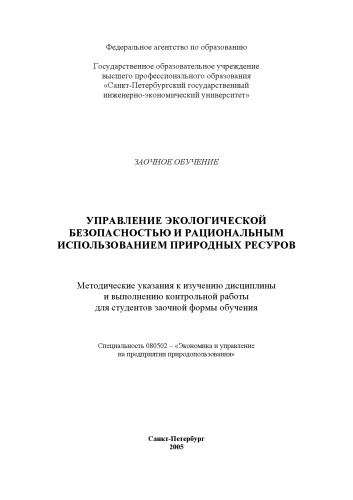 Федеральное агентство по образованию
Государственное образовательное учреждение
высшего профессионального образования
«Санкт-Петербургский государственный
инженерно-экономический университет»
ЗАОЧНОЕ ОБУЧЕНИЕ
УПРАВЛЕНИЕ ЭКОЛОГИЧЕСКОЙ
БЕЗОПАСНОСТЬЮ И РАЦИОНАЛЬНЫМ
ИСПОЛЬЗОВАНИЕМ ПРИРОДНЫХ РЕСУРОВ
Методические указания к изучению дисциплины
и выполнению контрольной работы
для студентов заочной формы обучения
Специальность 080502 – «Экономика и управление
на предприятии природопользования»
Санкт-Петербург
2005